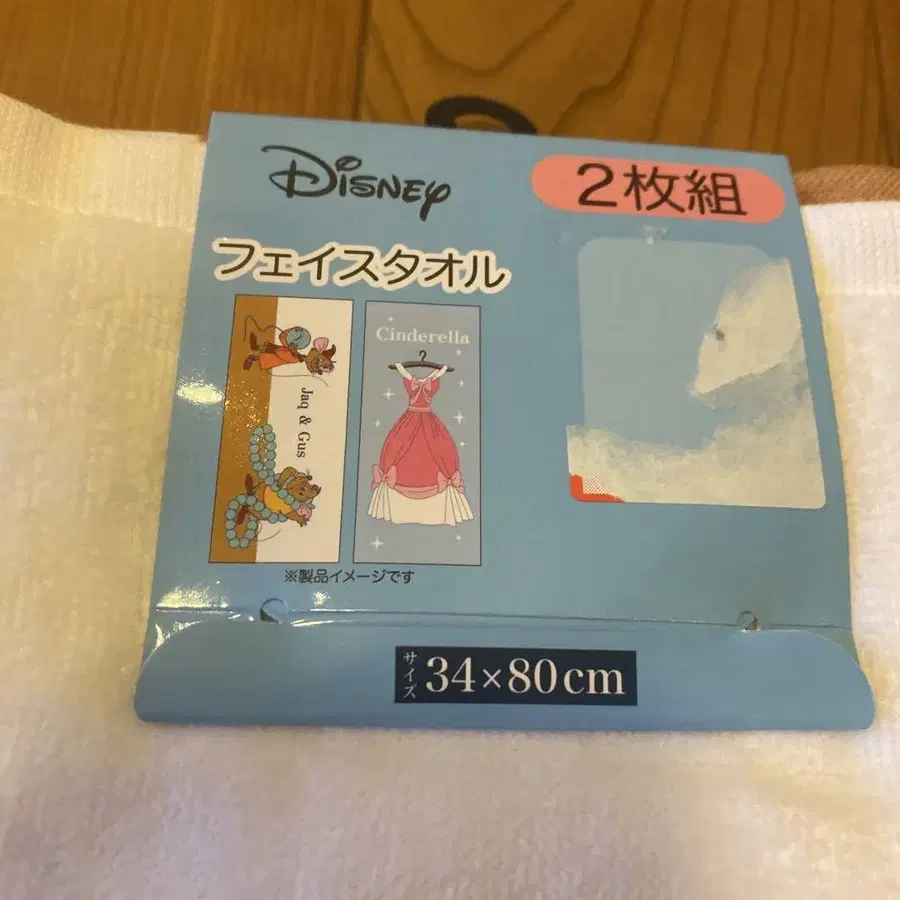 Disney
2枚組
フェイスタオル
Jaq & Gus
Cinderella
※製品イメージです
サイズ 34×80cm